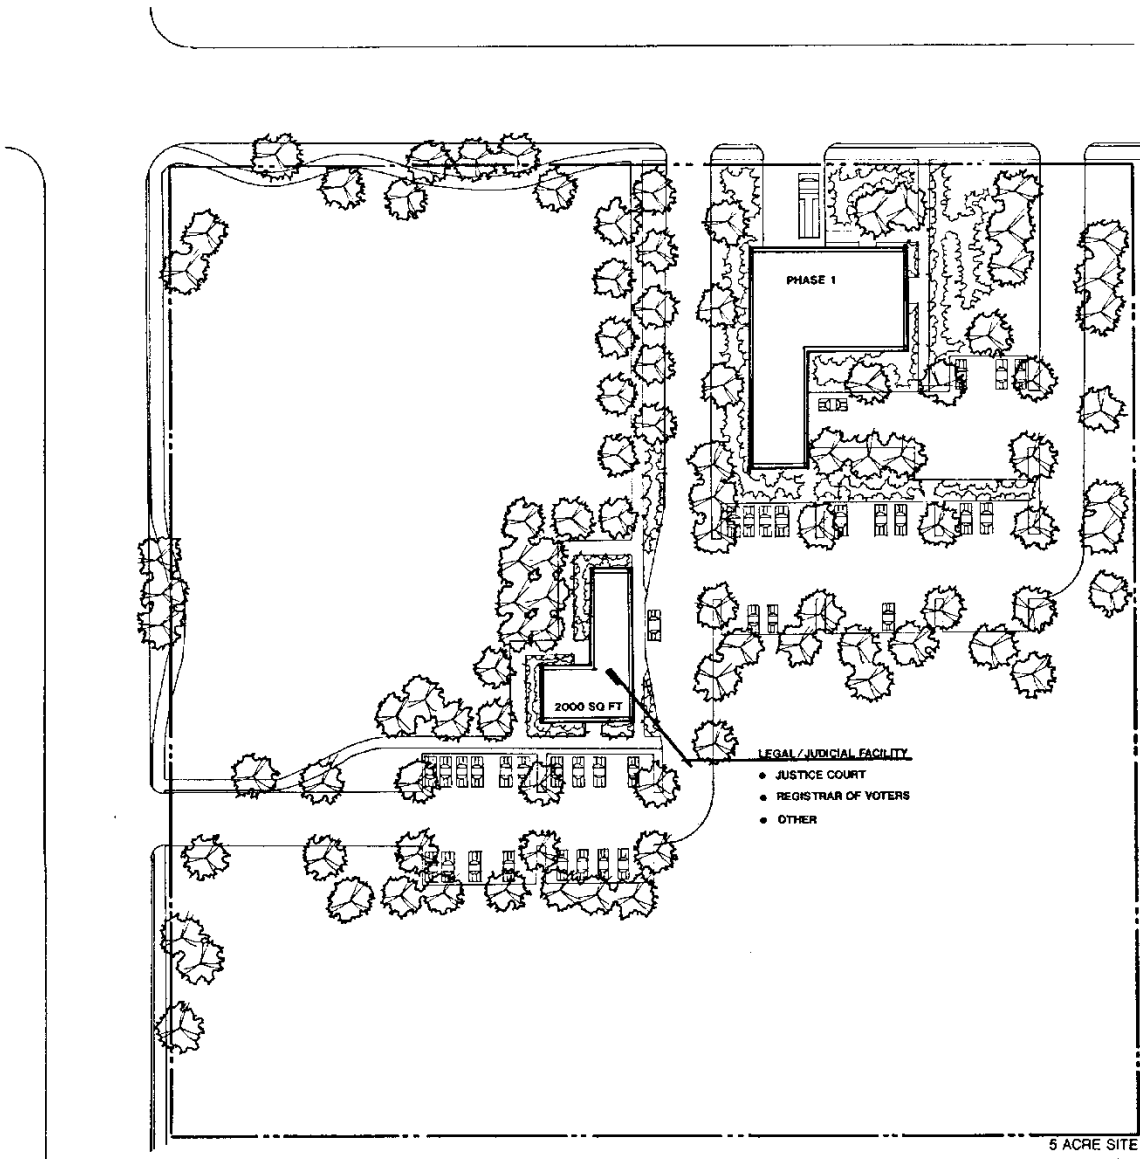 PHASE 1
2000 SQ FT
LEGAL/JUDICIAL FACILITY
• JUSTICE COURT
• REGISTRAR OF VOTERS
• OTHER
5 ACRE SITE